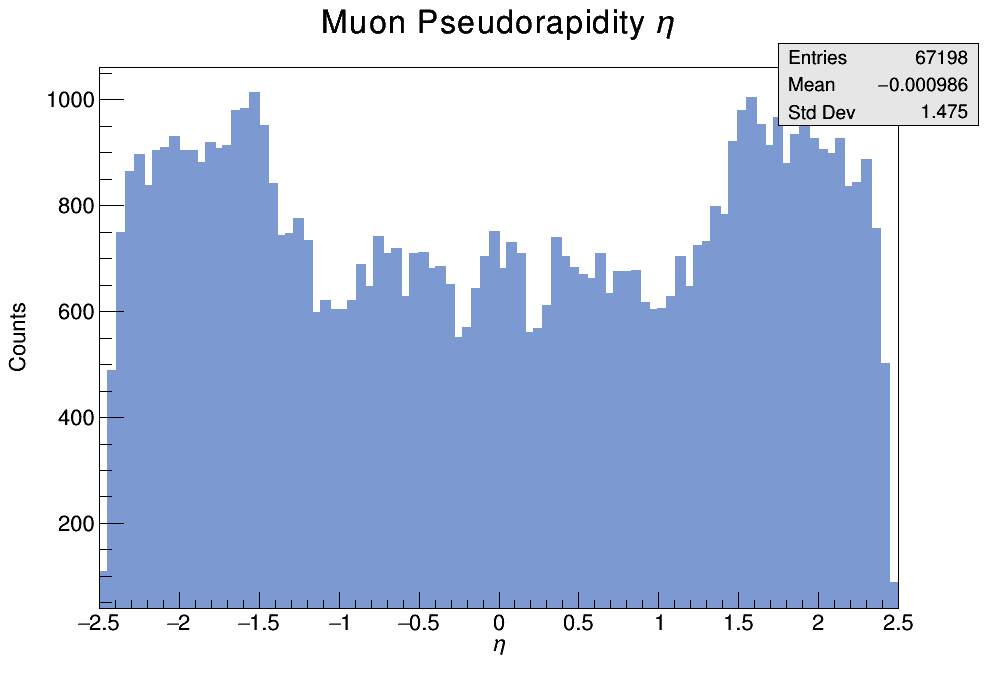 Muon Pseudorapidity η
Entries 67198
Mean −0.000986
Std Dev 1.475
1000
800
600
400
200
Counts
−2.5 −2 −1.5 −1 −0.5 0 0.5 1 1.5 2 2.5
η